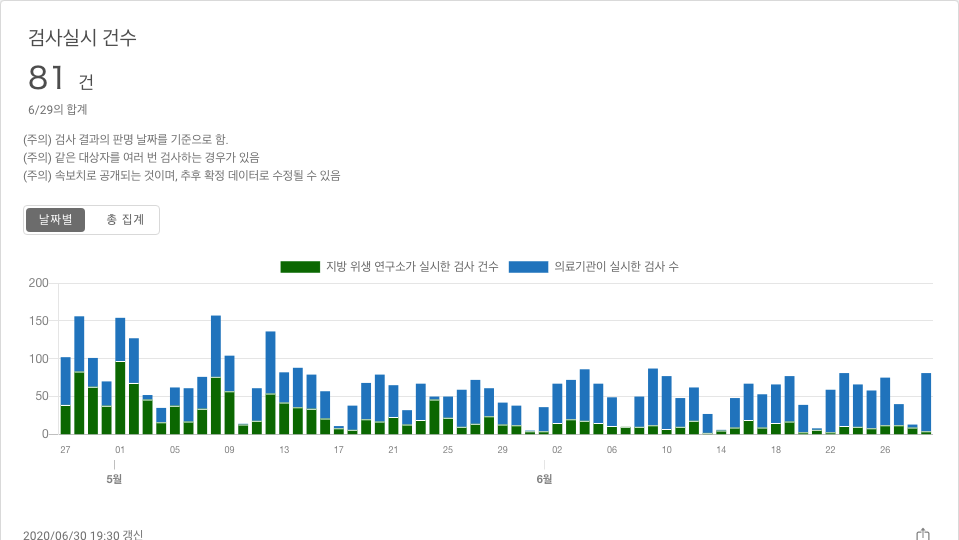 검사실시 건수
81 건
6/29의 합계
(주의) 검사 결과의 판명 날짜를 기준으로 함.
(주의) 같은 대상자를 여러 번 검사하는 경우가 있음
(주의) 속보치로 공개되는 것이며, 추후 확정 데이터로 수정될 수 있음
날짜별 총 집계
지방 위생 연구소가 실시한 검사 건수 의료기관이 실시한 검사 수
200
150
100
50
0
27 01 05 09 13 17 21 25 29 02 06 10 14 18 22 26
5월 6월
2020/06/30 19:30 갱신